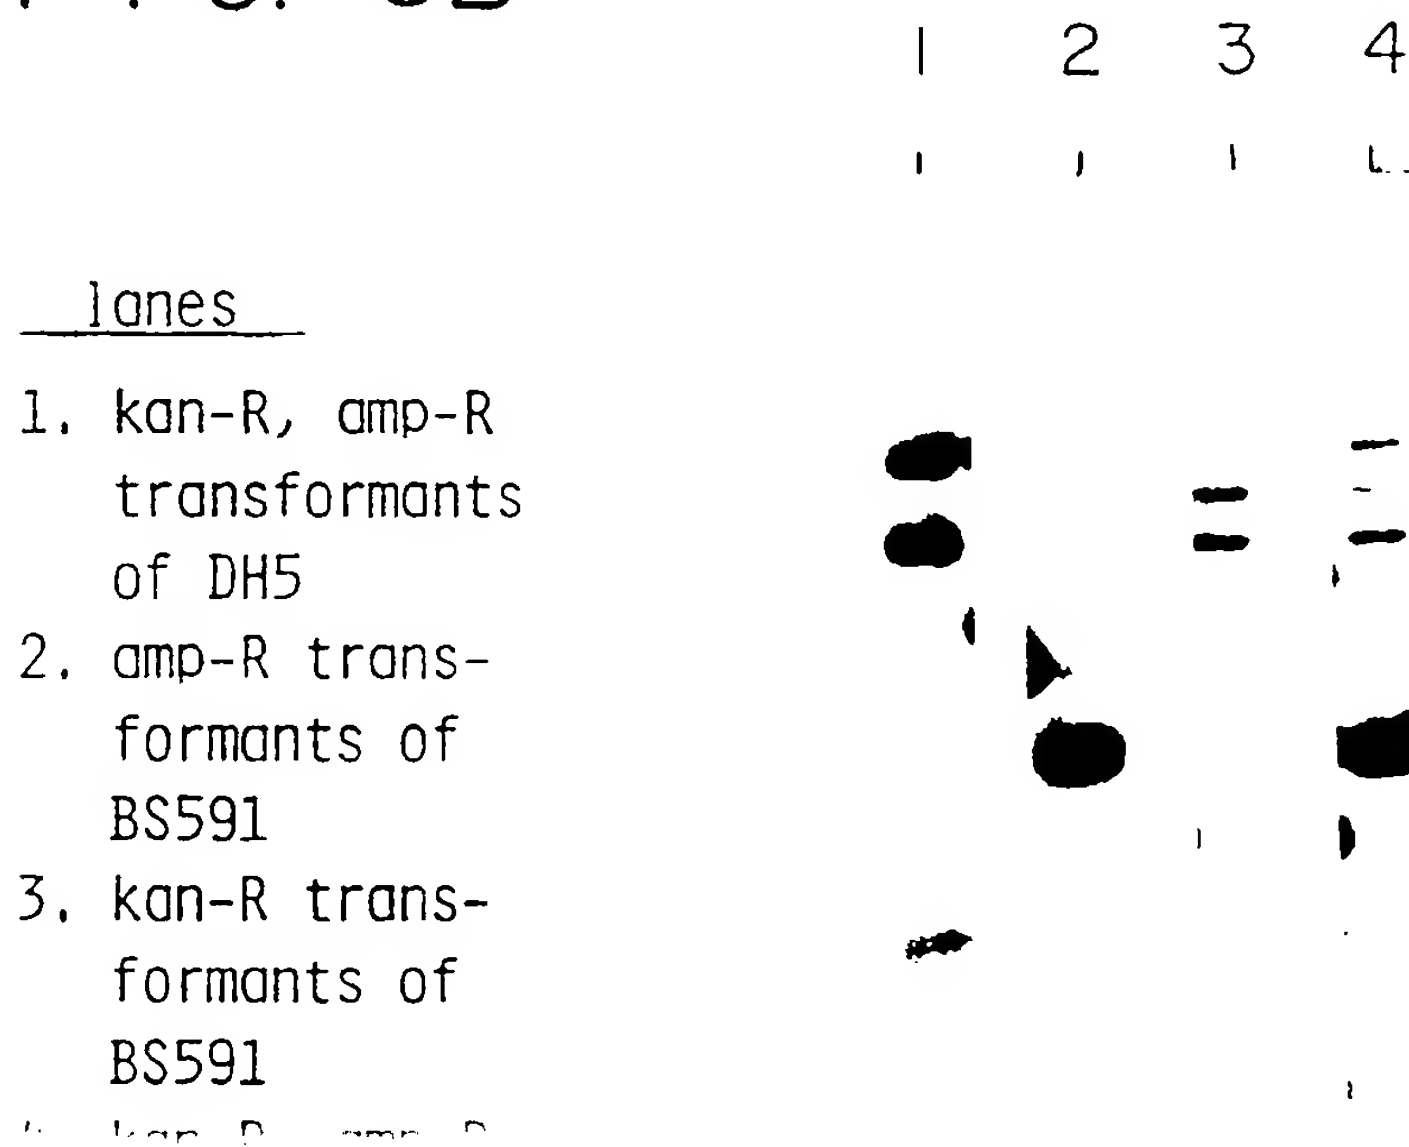 1 2 3 4
lanes
1. kan-R, amp-R
transformants
of DH5
2. amp-R trans-
formants of
BS591
3. kan-R trans-
formants of
BS591